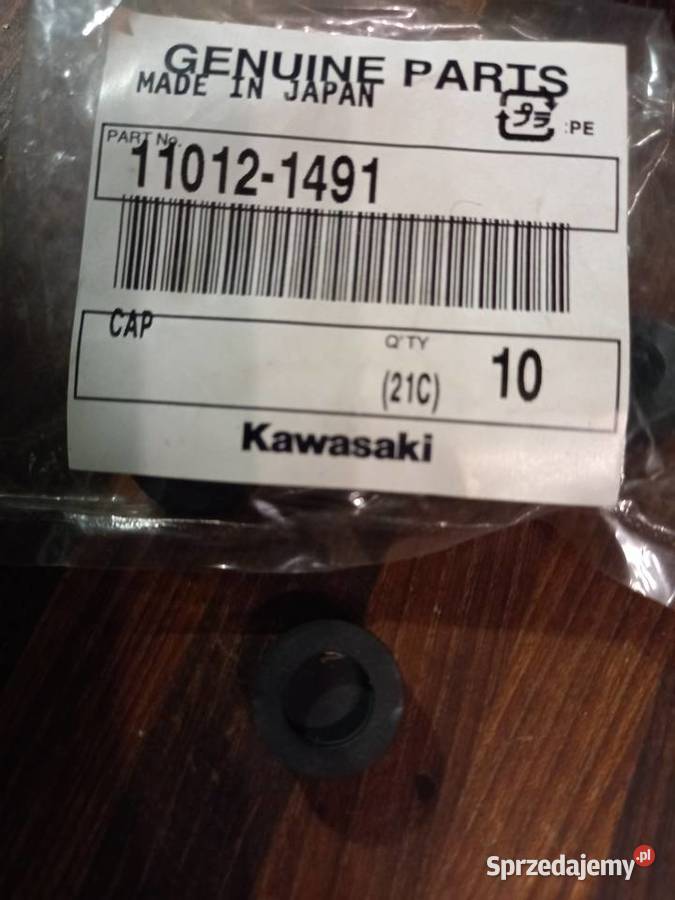 GENUINE PARTS
MADE IN JAPAN
プラ :PE
PART No.
11012-1491
CAP
Q'TY
(21C) 10
Kawasaki
Sprzedajemy.pl